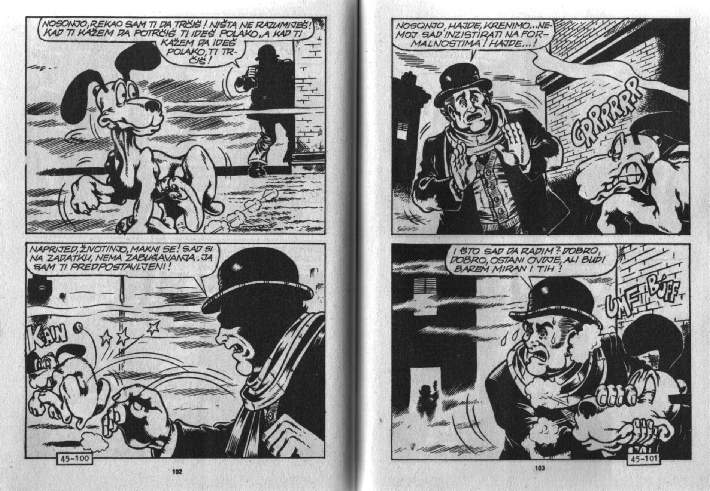 NOSONJO, REKAO SAM TI DA TRČIŠ! NIŠTA NE RAZUMIJEŠ!
KAD TI KAŽEM DA POTRČIŠ TI IDEŠ POLAKO, A KAD TI
KAŽEM DA IDEŠ
POLAKO, TI TR-
ČIŠ!
NAPRIJED, ŽIVOTINJO, MAKNI SE! SAD SI
NA ZADATKU, NEMA ZABUŠAVANJA. JA
SAM TI PREDPOSTAVLJENI!
KAIN
45-100
102
NOSONJO, HAJDE, KRENIMO...NE-
MOJ SAD INZISTIRATI NA FOR-
MALNOSTIMA! HAJDE...!
GRRRRRRR
I ŠTO SAD DA RADIM? DOBRO,
DOBRO, OSTANI OVDJE, ALI BUDI
BAREM MIRAN I TIH!
BUFF
45-101
103